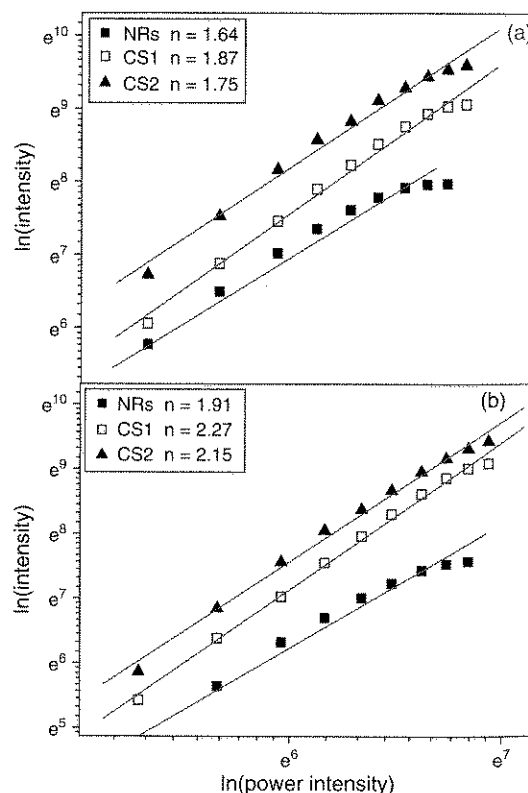 (a)
■ NRs n = 1.64
□ CS1 n = 1.87
▲ CS2 n = 1.75
e¹⁰
e⁹
e⁸
e⁷
e⁶
ln(intensity)
(b)
■ NRs n = 1.91
□ CS1 n = 2.27
▲ CS2 n = 2.15
e¹⁰
e⁹
e⁸
e⁷
e⁶
e⁵
ln(intensity)
e⁶
e⁷
ln(power intensity)